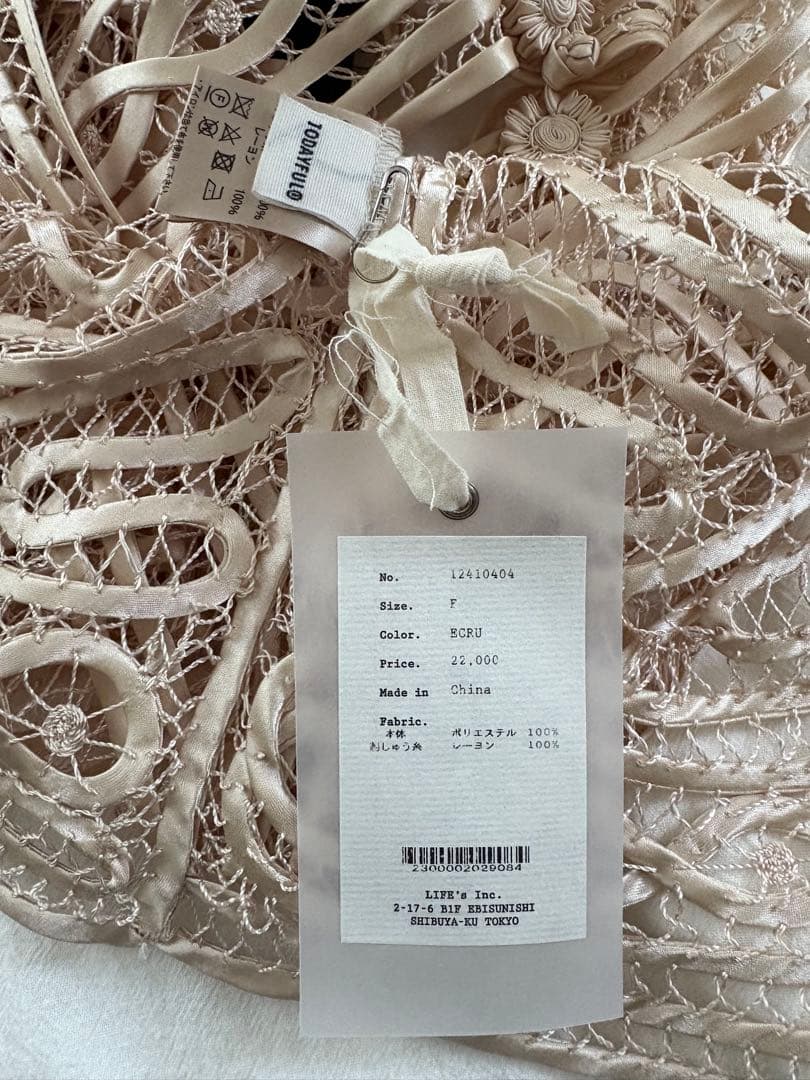 TODAYFUL
レーヨン
100%
100%
No. 12410404
Size. F
Color. ECRU
Price. 22,000
Made in China
Fabric.
本体 ポリエステル 100%
刺しゅう糸 レーヨン 100%
2300002029084
LIFE's Inc.
2-17-6 B1F EBISUNISHI
SHIBUYA-KU TOKYO